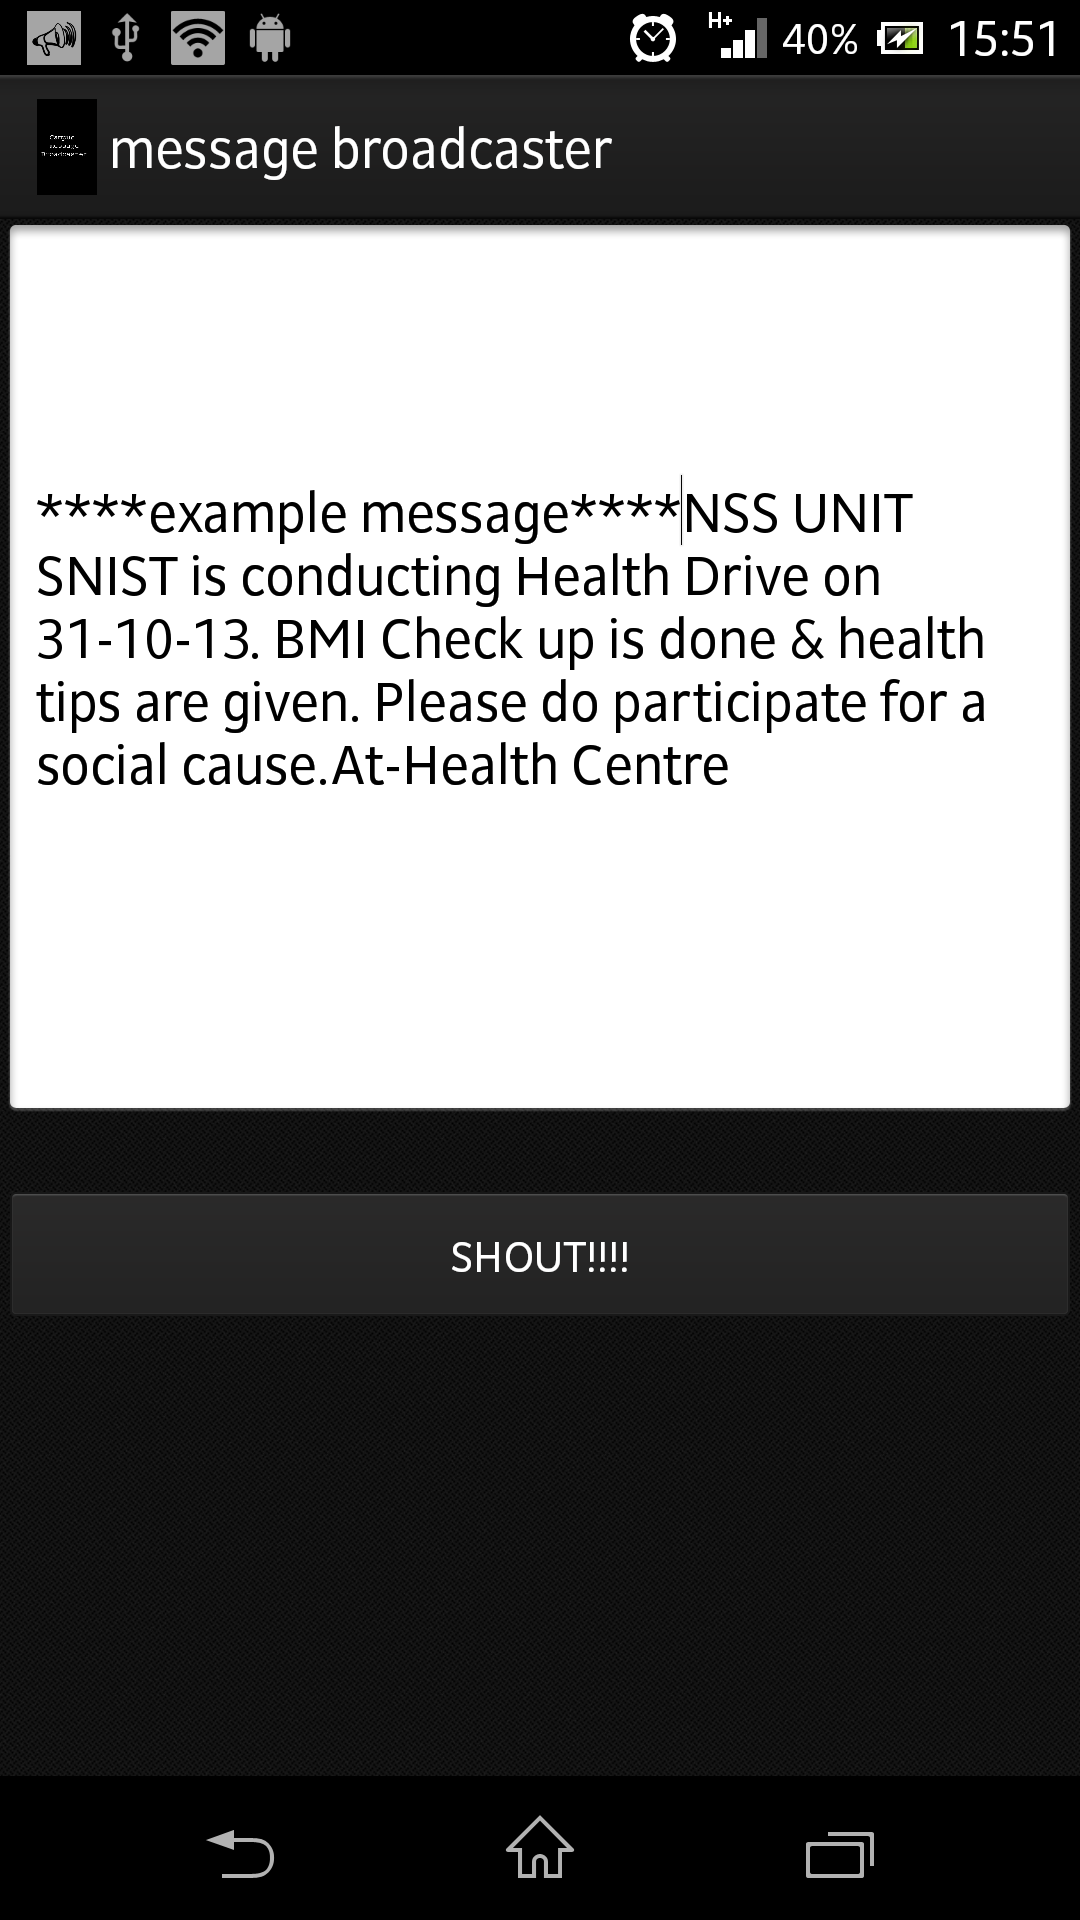 H+ 40% 15:51
message broadcaster
****example message****NSS UNIT
SNIST is conducting Health Drive on
31-10-13. BMI Check up is done & health
tips are given. Please do participate for a
social cause.At-Health Centre
SHOUT!!!!